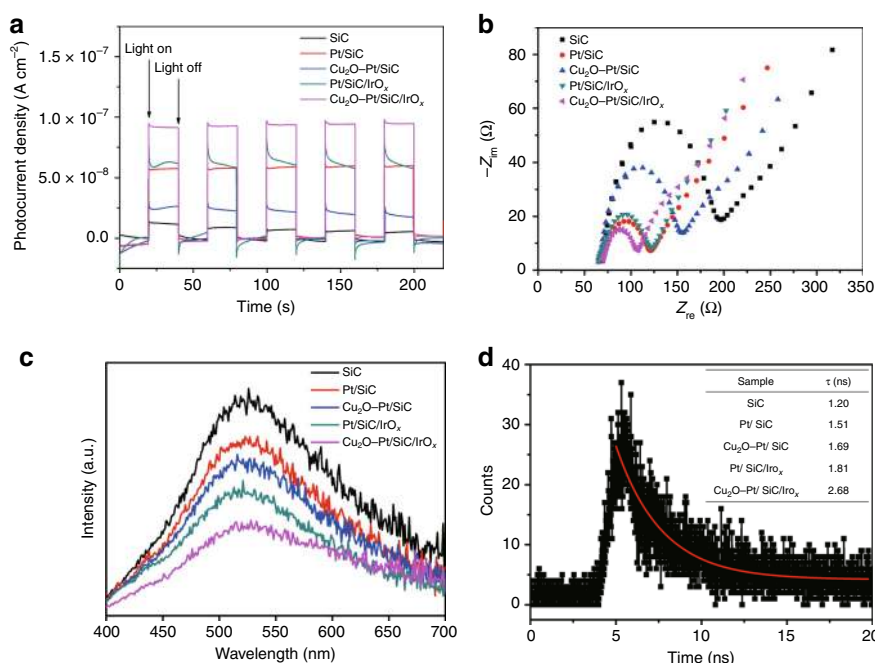 a
Photocurrent density (A cm⁻²)
1.5 × 10⁻⁷
1.0 × 10⁻⁷
5.0 × 10⁻⁸
0.0
Light on
Light off
SiC
Pt/SiC
Cu₂O–Pt/SiC
Pt/SiC/IrOₓ
Cu₂O–Pt/SiC/IrOₓ
0 50 100 150 200
Time (s)
b
−Z_im (Ω)
80
60
40
20
0
SiC
Pt/SiC
Cu₂O–Pt/SiC
Pt/SiC/IrOₓ
Cu₂O–Pt/SiC/IrOₓ
0 50 100 150 200 250 300 350
Z_re (Ω)
c
Intensity (a.u.)
SiC
Pt/SiC
Cu₂O–Pt/SiC
Pt/SiC/IrOₓ
Cu₂O–Pt/SiC/IrOₓ
400 450 500 550 600 650 700
Wavelength (nm)
d
Counts
40
30
20
10
0
Sample τ (ns)
SiC 1.20
Pt/ SiC 1.51
Cu₂O–Pt/ SiC 1.69
Pt/ SiC/Iroₓ 1.81
Cu₂O–Pt/ SiC/Iroₓ 2.68
0 5 10 15 20
Time (ns)